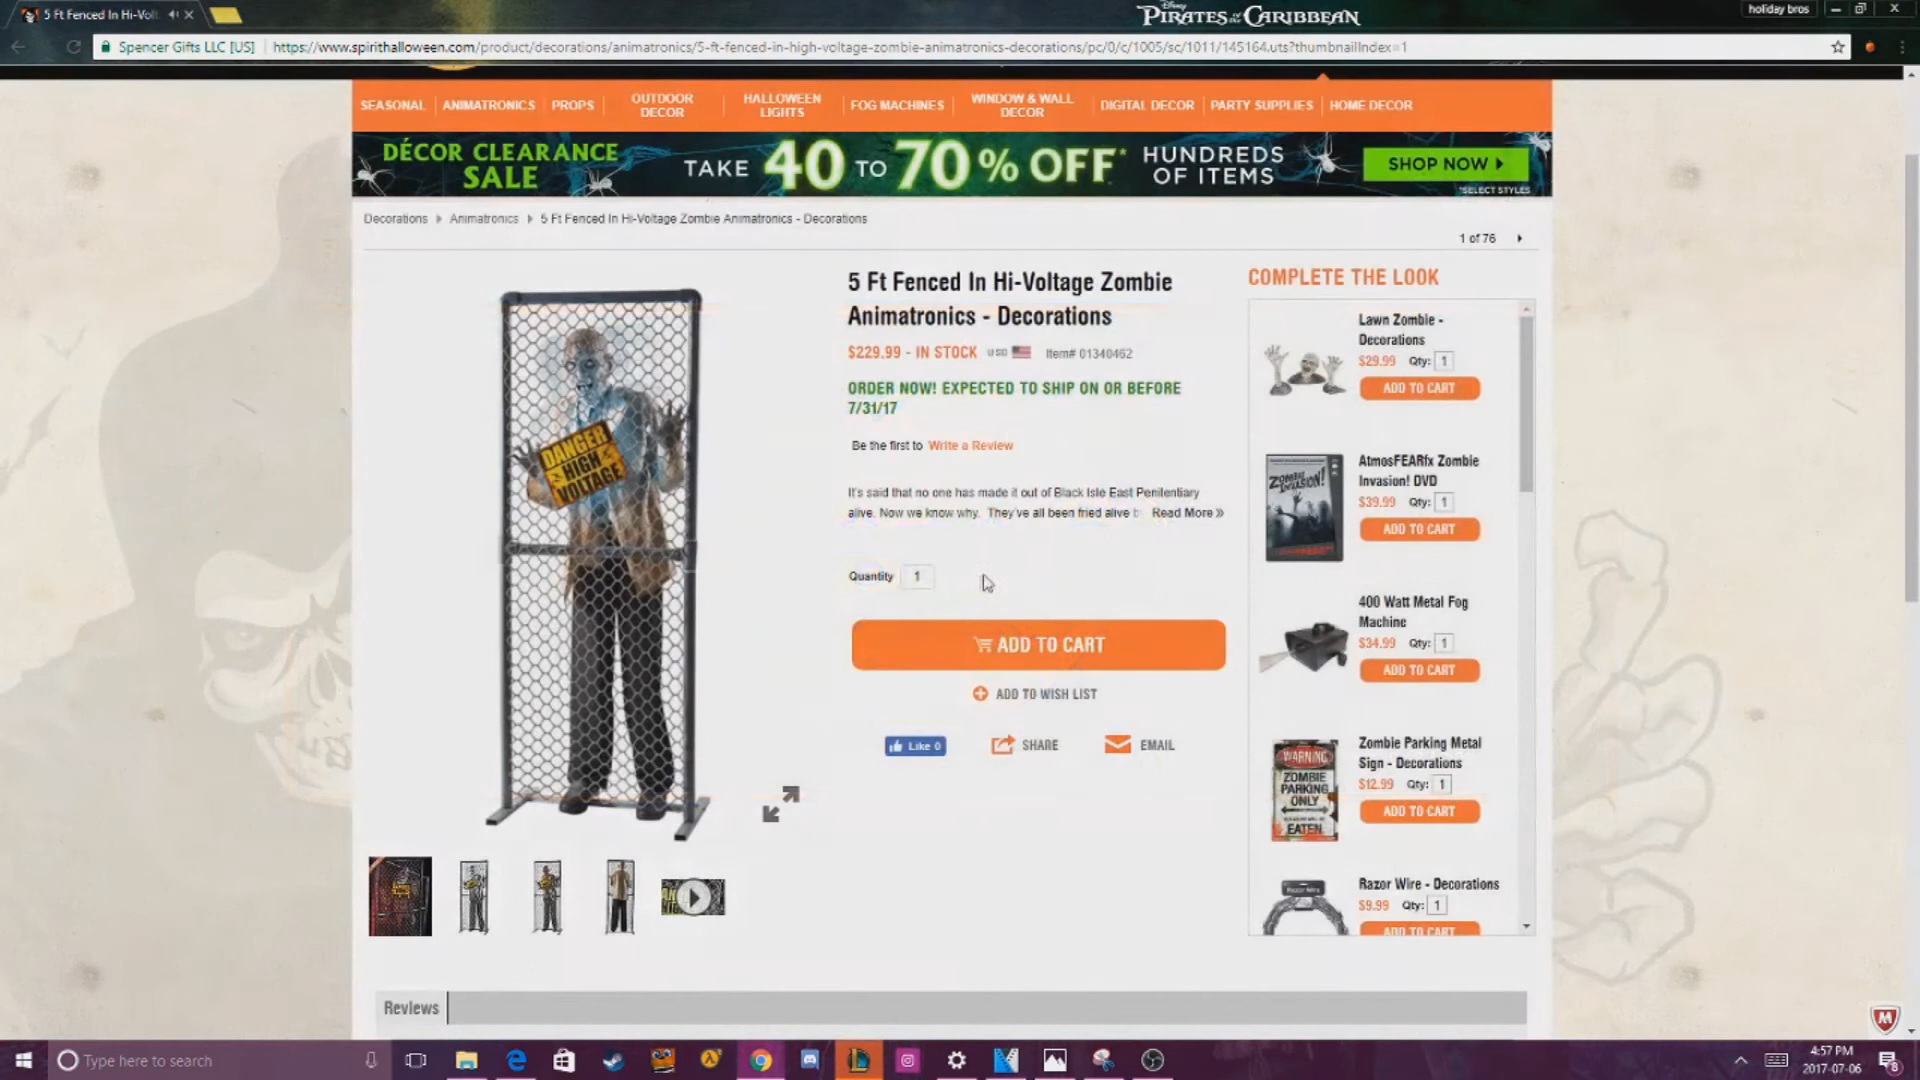 Disney
PIRATES of the CARIBBEAN
holiday bros
5 Ft Fenced In Hi-Volt
Spencer Gifts LLC [US]
https://www.spirithalloween.com/product/decorations/animatronics/5-ft-fenced-in-high-voltage-zombie-animatronics-decorations/pc/0/c/1005/sc/1011/145164.uts?thumbnailIndex=1
SEASONAL
ANIMATRONICS
PROPS
OUTDOOR
DECOR
HALLOWEEN
LIGHTS
FOG MACHINES
WINDOW & WALL
DECOR
DIGITAL DECOR
PARTY SUPPLIES
HOME DECOR
DÉCOR CLEARANCE
SALE
TAKE 40 TO 70% OFF*
HUNDREDS
OF ITEMS
SHOP NOW
*SELECT STYLES
Decorations
Animatronics
5 Ft Fenced In Hi-Voltage Zombie Animatronics - Decorations
1 of 76
DANGER
HIGH
VOLTAGE
5 Ft Fenced In Hi-Voltage Zombie
Animatronics - Decorations
$229.99 - IN STOCK USD Item# 01340462
ORDER NOW! EXPECTED TO SHIP ON OR BEFORE
7/31/17
Be the first to Write a Review
It's said that no one has made it out of Black Isle East Penitentiary
alive. Now we know why. They've all been fried alive b Read More »
Quantity 1
ADD TO CART
ADD TO WISH LIST
Like 0
SHARE
EMAIL
COMPLETE THE LOOK
Lawn Zombie -
Decorations
$29.99 Qty: 1
ADD TO CART
ZOMBIE
INVASION!
AtmosFEARfx Zombie
Invasion! DVD
$39.99 Qty: 1
ADD TO CART
400 Watt Metal Fog
Machine
$34.99 Qty: 1
ADD TO CART
WARNING
ZOMBIE
PARKING
ONLY
EATEN
Zombie Parking Metal
Sign - Decorations
$12.99 Qty: 1
ADD TO CART
Razor Wire
Razor Wire - Decorations
$9.99 Qty: 1
ADD TO CART
Reviews
Type here to search
4:57 PM
2017-07-06
8